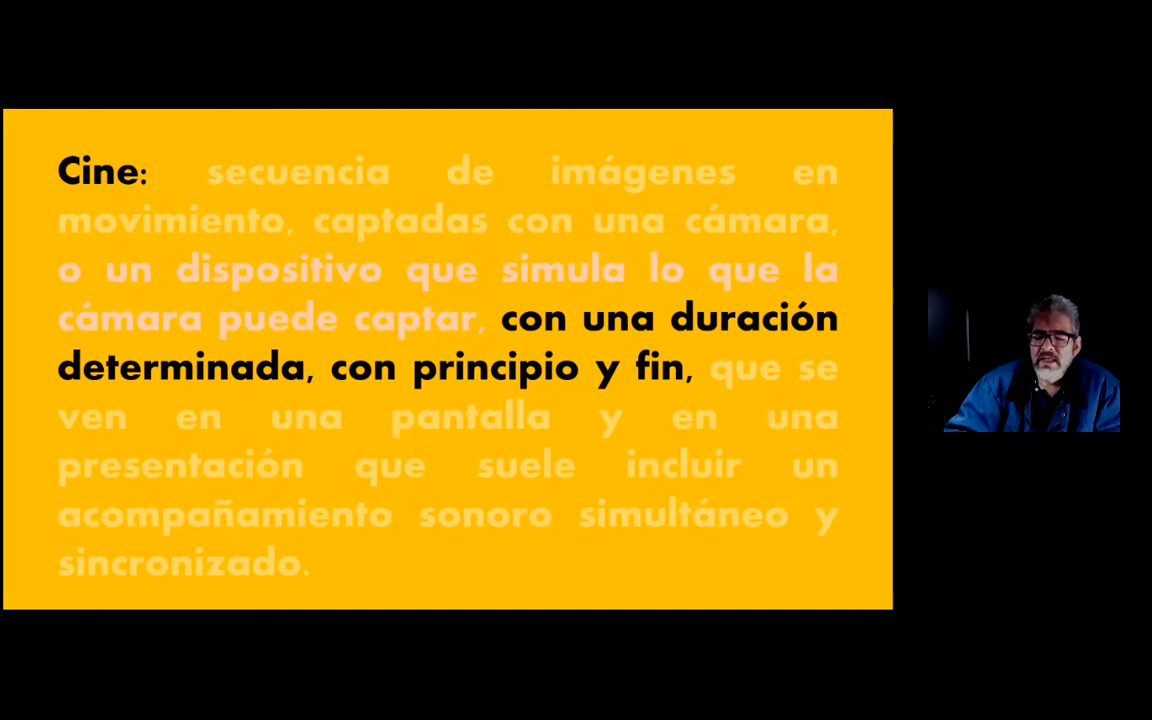 Cine: secuencia de imágenes en
movimiento, captadas con una cámara,
o un dispositivo que simula lo que la
cámara puede captar, con una duración
determinada, con principio y fin, que se
ven en una pantalla y en una
presentación que suele incluir un
acompañamiento sonoro simultáneo y
sincronizado.